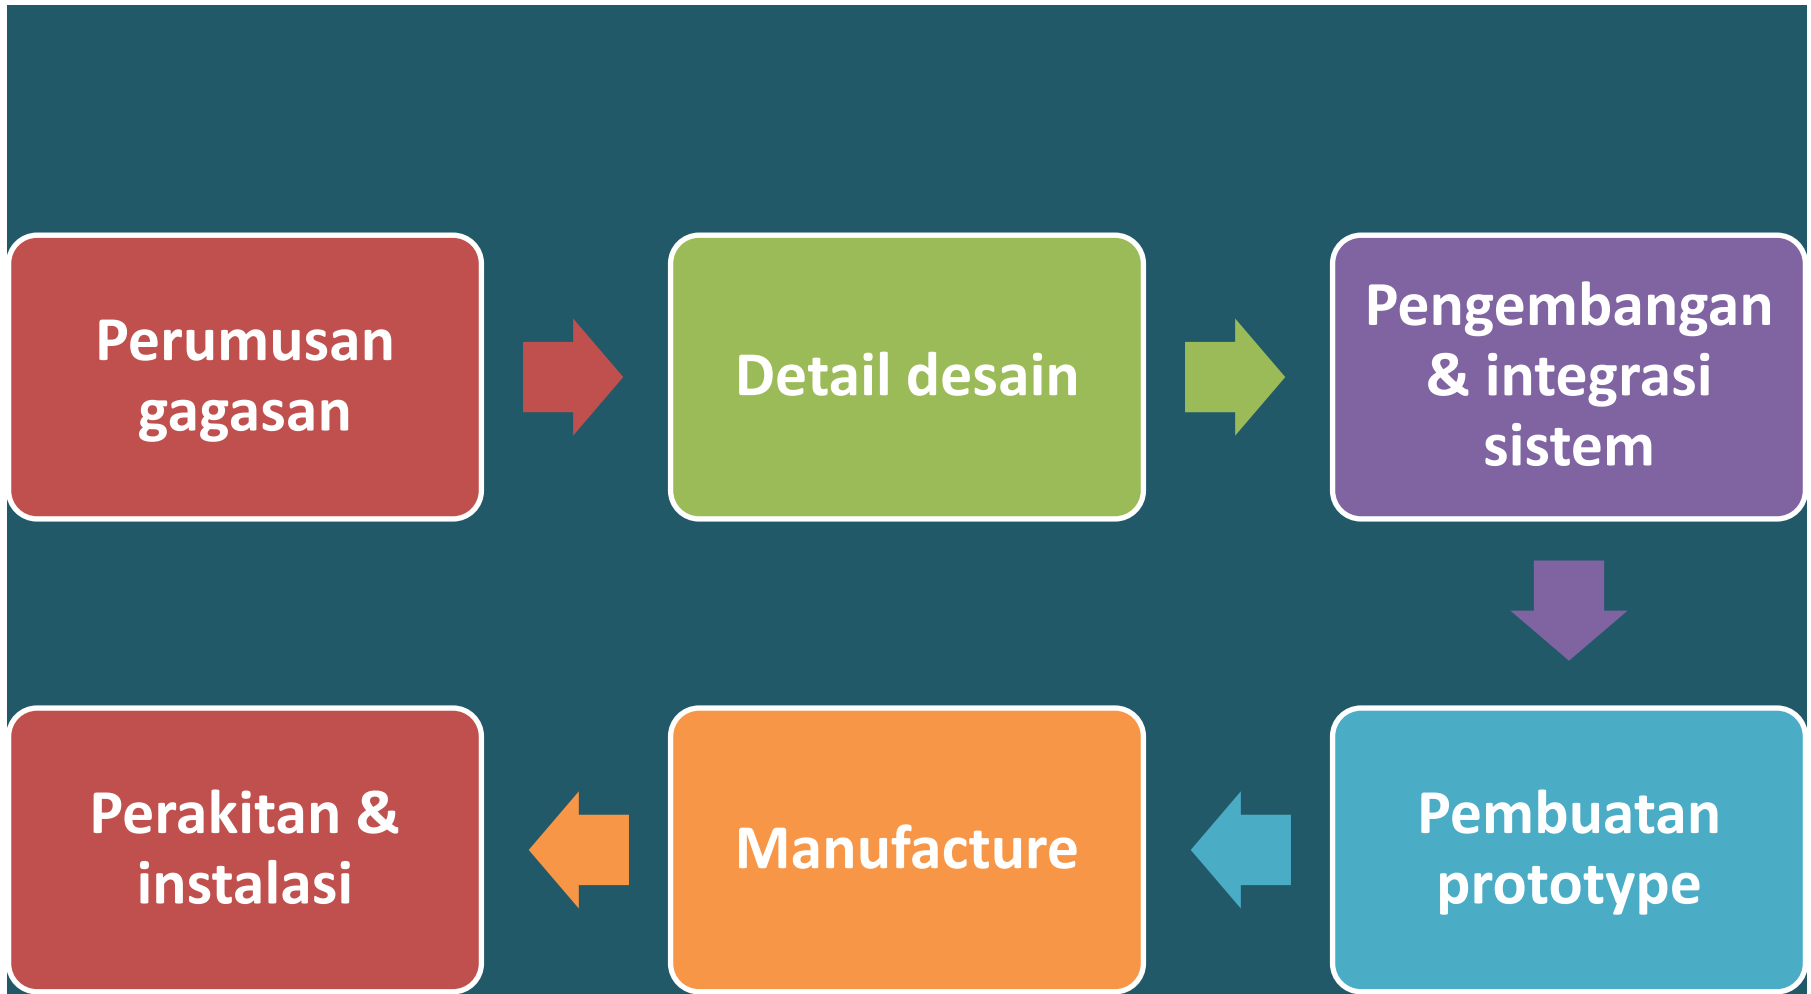 Perumusan
gagasan
Detail desain
Pengembangan
& integrasi
sistem
Pembuatan
prototype
Manufacture
Perakitan &
instalasi